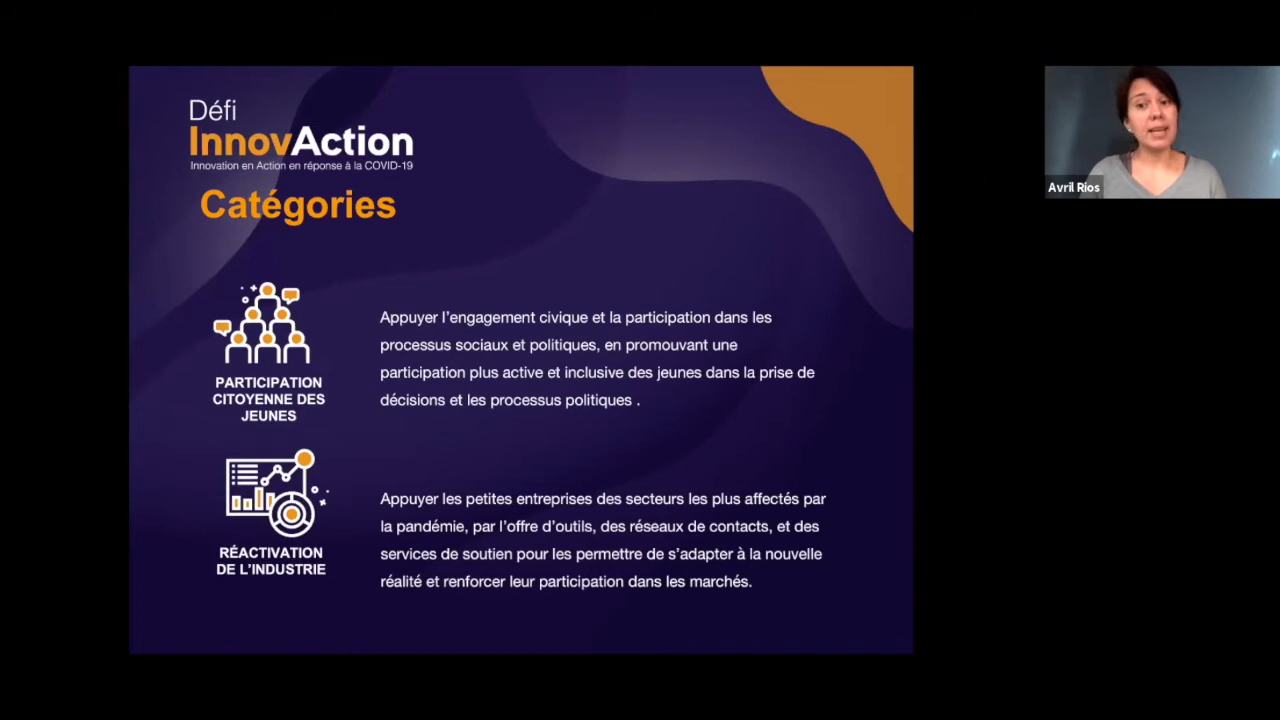 Défi
InnovAction
Innovation en Action en réponse à la COVID-19
Catégories
Appuyer l'engagement civique et la participation dans les
processus sociaux et politiques, en promouvant une
participation plus active et inclusive des jeunes dans la prise de
décisions et les processus politiques .
PARTICIPATION
CITOYENNE DES
JEUNES
Appuyer les petites entreprises des secteurs les plus affectés par
la pandémie, par l'offre d'outils, des réseaux de contacts, et des
services de soutien pour les permettre de s'adapter à la nouvelle
réalité et renforcer leur participation dans les marchés.
RÉACTIVATION
DE L'INDUSTRIE
Avril Rios